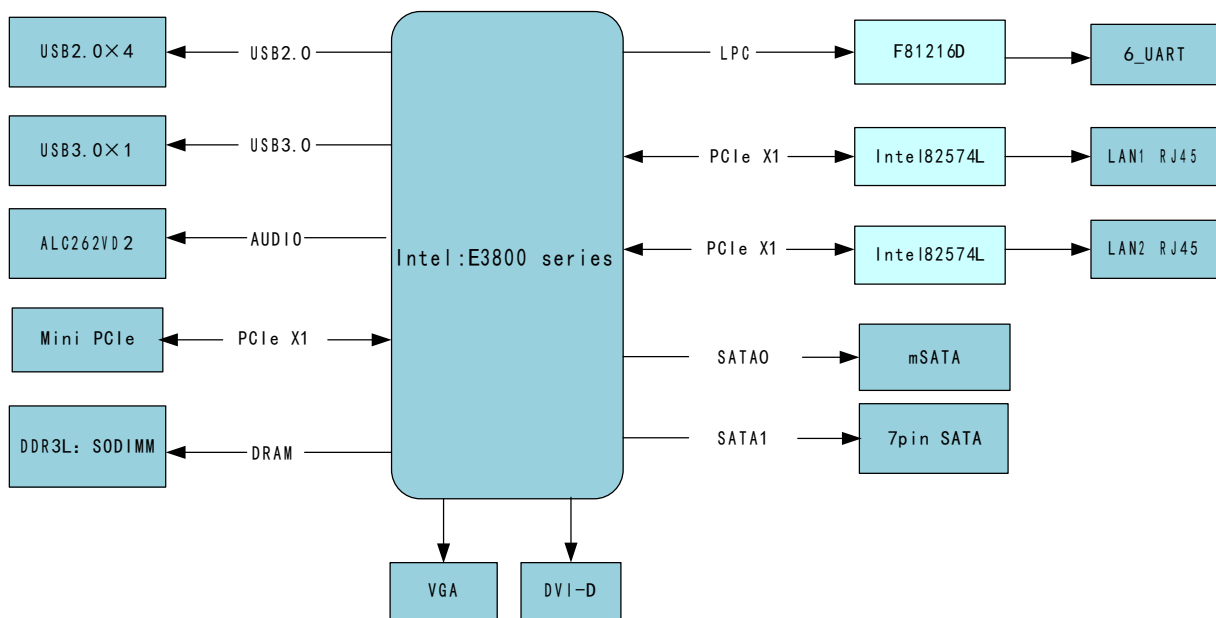 USB2.0×4
USB2.0
LPC
F81216D
6_UART
USB3.0×1
USB3.0
PCIe X1
Intel82574L
LAN1 RJ45
ALC262VD2
AUDIO
Intel:E3800 series
PCIe X1
Intel82574L
LAN2 RJ45
Mini PCIe
PCIe X1
SATA0
mSATA
DDR3L: SODIMM
DRAM
SATA1
7pin SATA
VGA
DVI-D